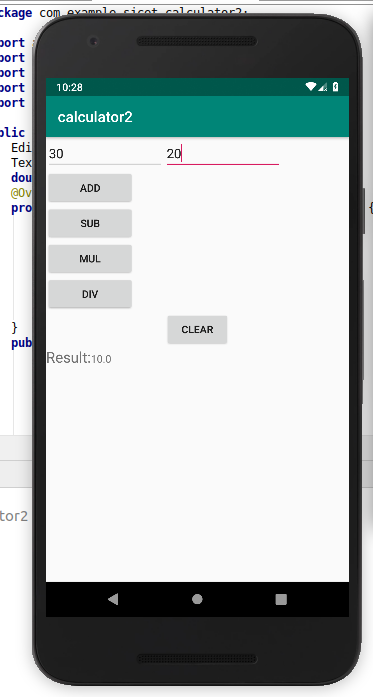 ckage com.example.sicet.calculator2;
port
port
port
port
port
blic
Edi
Tex
dou
@Ov
pro
{
}
pub
tor2
10:28
calculator2
30 20
ADD
SUB
MUL
DIV
CLEAR
Result:10.0